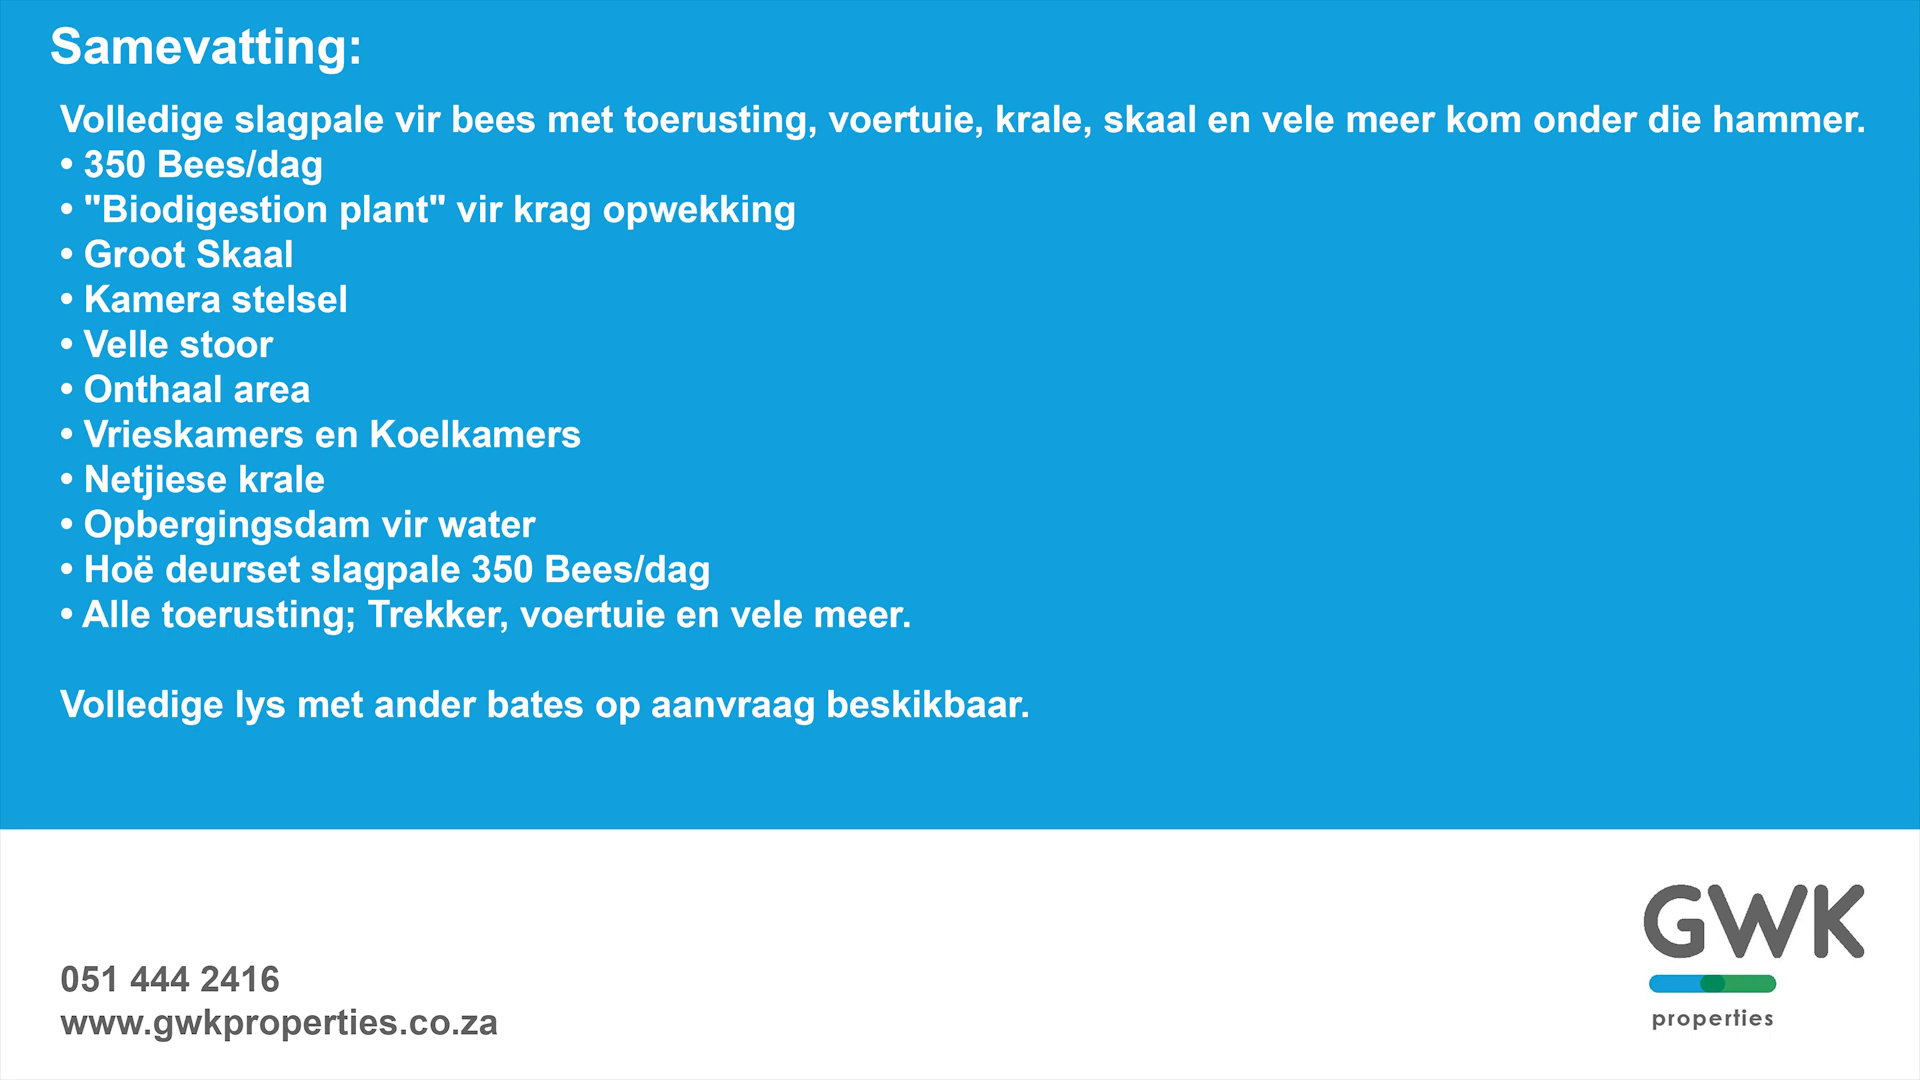 Samevatting:
Volledige slagpale vir bees met toerusting, voertuie, krale, skaal en vele meer kom onder die hammer.
• 350 Bees/dag
• "Biodigestion plant" vir krag opwekking
• Groot Skaal
• Kamera stelsel
• Velle stoor
• Onthaal area
• Vrieskamers en Koelkamers
• Netjiese krale
• Opbergingsdam vir water
• Hoë deurset slagpale 350 Bees/dag
• Alle toerusting; Trekker, voertuie en vele meer.
Volledige lys met ander bates op aanvraag beskikbaar.
051 444 2416
www.gwkproperties.co.za
GWK
properties